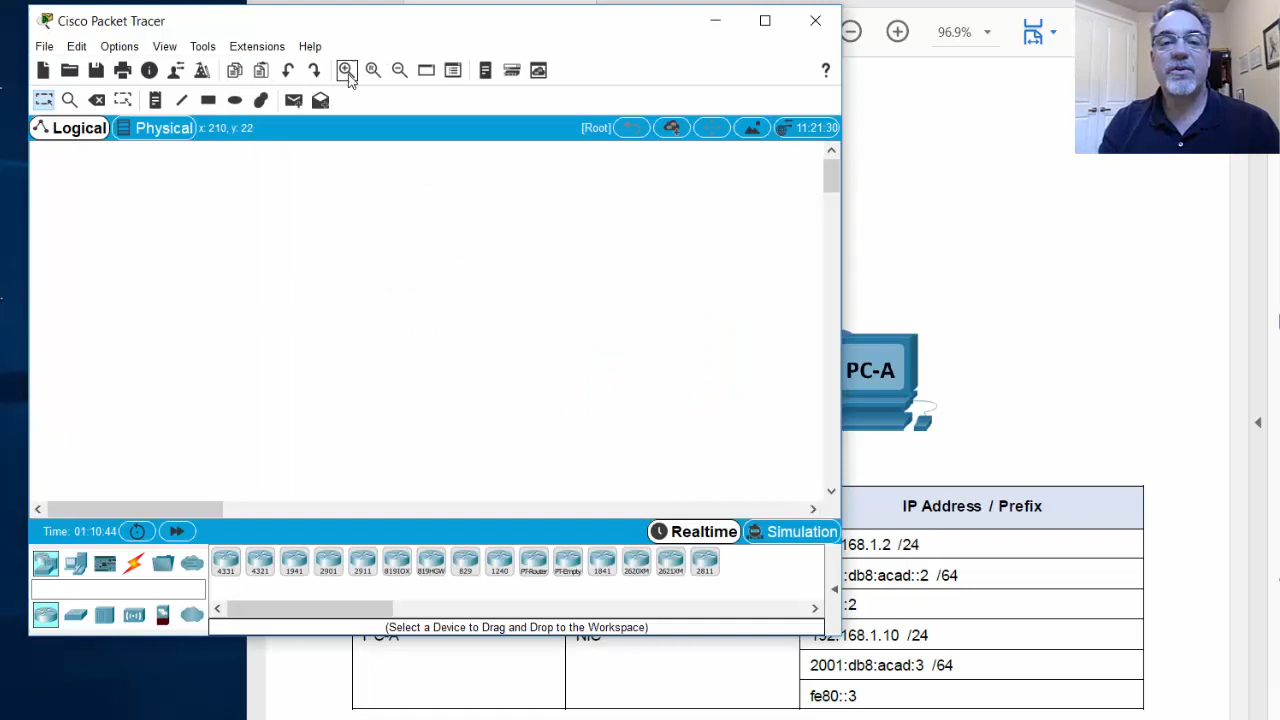 Cisco Packet Tracer
File Edit Options View Tools Extensions Help
96.9%
?
Logical Physical x: 210, y: 22 [Root] 11:21:30
PC-A
Time: 01:10:44 Realtime Simulation
4331 4321 1941 2901 2911 819IOX 819HGW 829 1240 PT-Router PT-Empty 1841 2620XM 2621XM 2811
(Select a Device to Drag and Drop to the Workspace)
IP Address / Prefix
168.1.2 /24
:db8:acad::2 /64
::2
PC-A NIC 192.168.1.10 /24
2001:db8:acad:3 /64
fe80::3